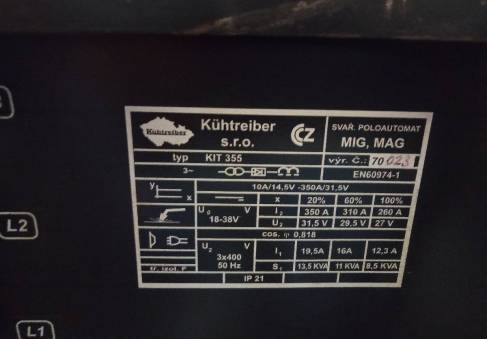 Kühtreiber
Kühtreiber
s.r.o.
CZ
SVAŘ. POLOAUTOMAT
MIG, MAG
typ KIT 355
výr. Č.: 70 023
3~
EN60974-1
10A/14,5V -350A/31,5V
y
x
X 20% 60% 100%
U0 V
18-38V
I2 350 A 310 A 260 A
U2 31,5 V 29,5 V 27 V
cos. φ 0,818
U2 V
3x400
50 Hz
I1 19,5A 16A 12,3 A
S1 13,5 KVA 11 KVA 8,5 KVA
tř. izol. F
IP 21
L2
L1